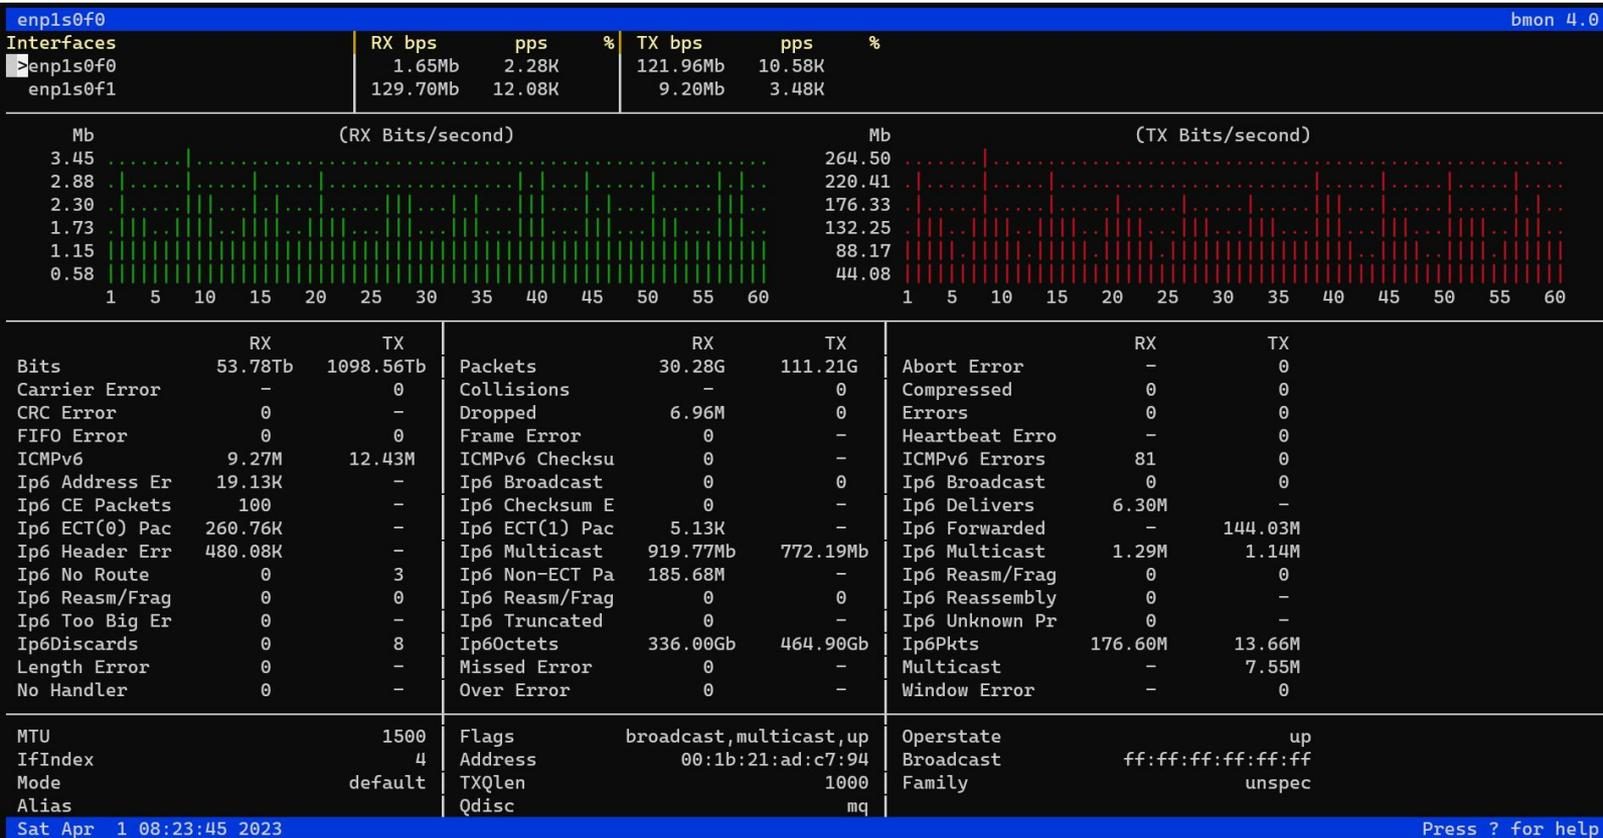 enp1s0f0 bmon 4.0
Interfaces RX bps pps % TX bps pps %
>enp1s0f0 1.65Mb 2.28K 121.96Mb 10.58K
enp1s0f1 129.70Mb 12.08K 9.20Mb 3.48K
Mb (RX Bits/second) Mb (TX Bits/second)
3.45 264.50
2.88 220.41
2.30 176.33
1.73 132.25
1.15 88.17
0.58 44.08
1 5 10 15 20 25 30 35 40 45 50 55 60 1 5 10 15 20 25 30 35 40 45 50 55 60
RX TX RX TX RX TX
Bits 53.78Tb 1098.56Tb Packets 30.28G 111.21G Abort Error - 0
Carrier Error - 0 Collisions - 0 Compressed 0 0
CRC Error 0 - Dropped 6.96M 0 Errors 0 0
FIFO Error 0 0 Frame Error 0 - Heartbeat Erro - 0
ICMPv6 9.27M 12.43M ICMPv6 Checksu 0 - ICMPv6 Errors 81 0
Ip6 Address Er 19.13K - Ip6 Broadcast 0 0 Ip6 Broadcast 0 0
Ip6 CE Packets 100 - Ip6 Checksum E 0 - Ip6 Delivers 6.30M -
Ip6 ECT(0) Pac 260.76K - Ip6 ECT(1) Pac 5.13K - Ip6 Forwarded - 144.03M
Ip6 Header Err 480.08K - Ip6 Multicast 919.77Mb 772.19Mb Ip6 Multicast 1.29M 1.14M
Ip6 No Route 0 3 Ip6 Non-ECT Pa 185.68M - Ip6 Reasm/Frag 0 0
Ip6 Reasm/Frag 0 0 Ip6 Reasm/Frag 0 0 Ip6 Reassembly 0 -
Ip6 Too Big Er 0 - Ip6 Truncated 0 - Ip6 Unknown Pr 0 -
Ip6Discards 0 8 Ip6Octets 336.00Gb 464.90Gb Ip6Pkts 176.60M 13.66M
Length Error 0 - Missed Error 0 - Multicast - 7.55M
No Handler 0 - Over Error 0 - Window Error - 0
MTU 1500 Flags broadcast,multicast,up Operstate up
IfIndex 4 Address 00:1b:21:ad:c7:94 Broadcast ff:ff:ff:ff:ff:ff
Mode default TXQlen 1000 Family unspec
Alias Qdisc mq
Sat Apr 1 08:23:45 2023 Press ? for help